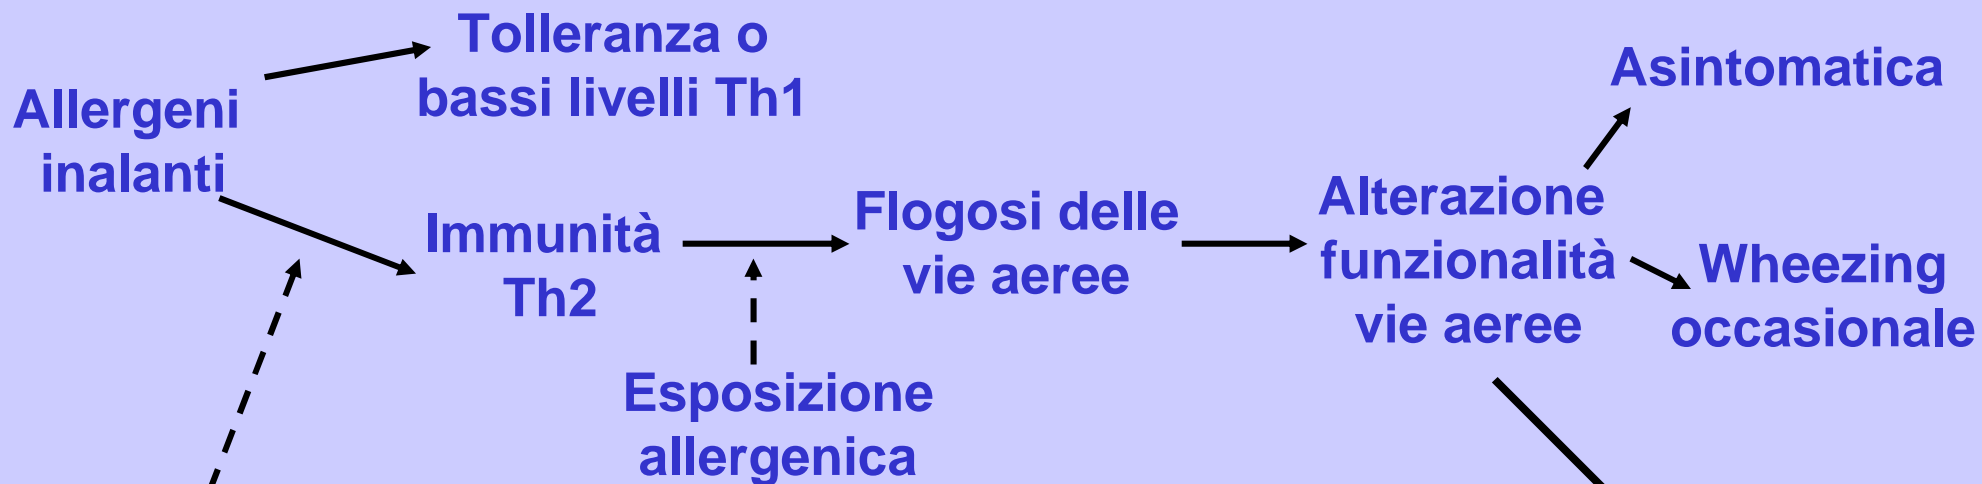 Tolleranza o
bassi livelli Th1
Allergeni
inalanti
Asintomatica
Immunità
Th2
Flogosi delle
vie aeree
Alterazione
funzionalità
vie aeree
Wheezing
occasionale
Esposizione
allergenica